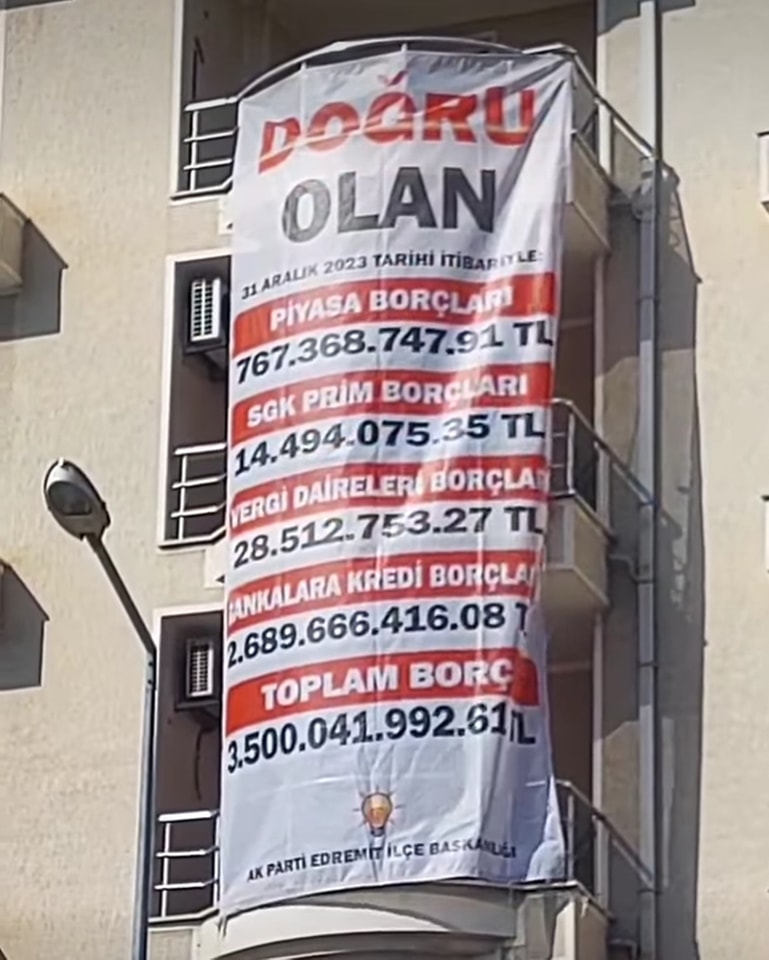 DOĞRU
OLAN
31 ARALIK 2023 TARİHİ İTİBARİYLE:
PİYASA BORÇLARI
767.368.747.91 TL
SGK PRİM BORÇLARI
14.494.075.35 TL
VERGİ DAİRELERİ BORÇLAR
28.512.753.27 TL
BANKALARA KREDİ BORÇLA
2.689.666.416.08 T
TOPLAM BORÇ
3.500.041.992.61 TL
AK PARTİ EDREMİT İLÇE BAŞKANLIĞI